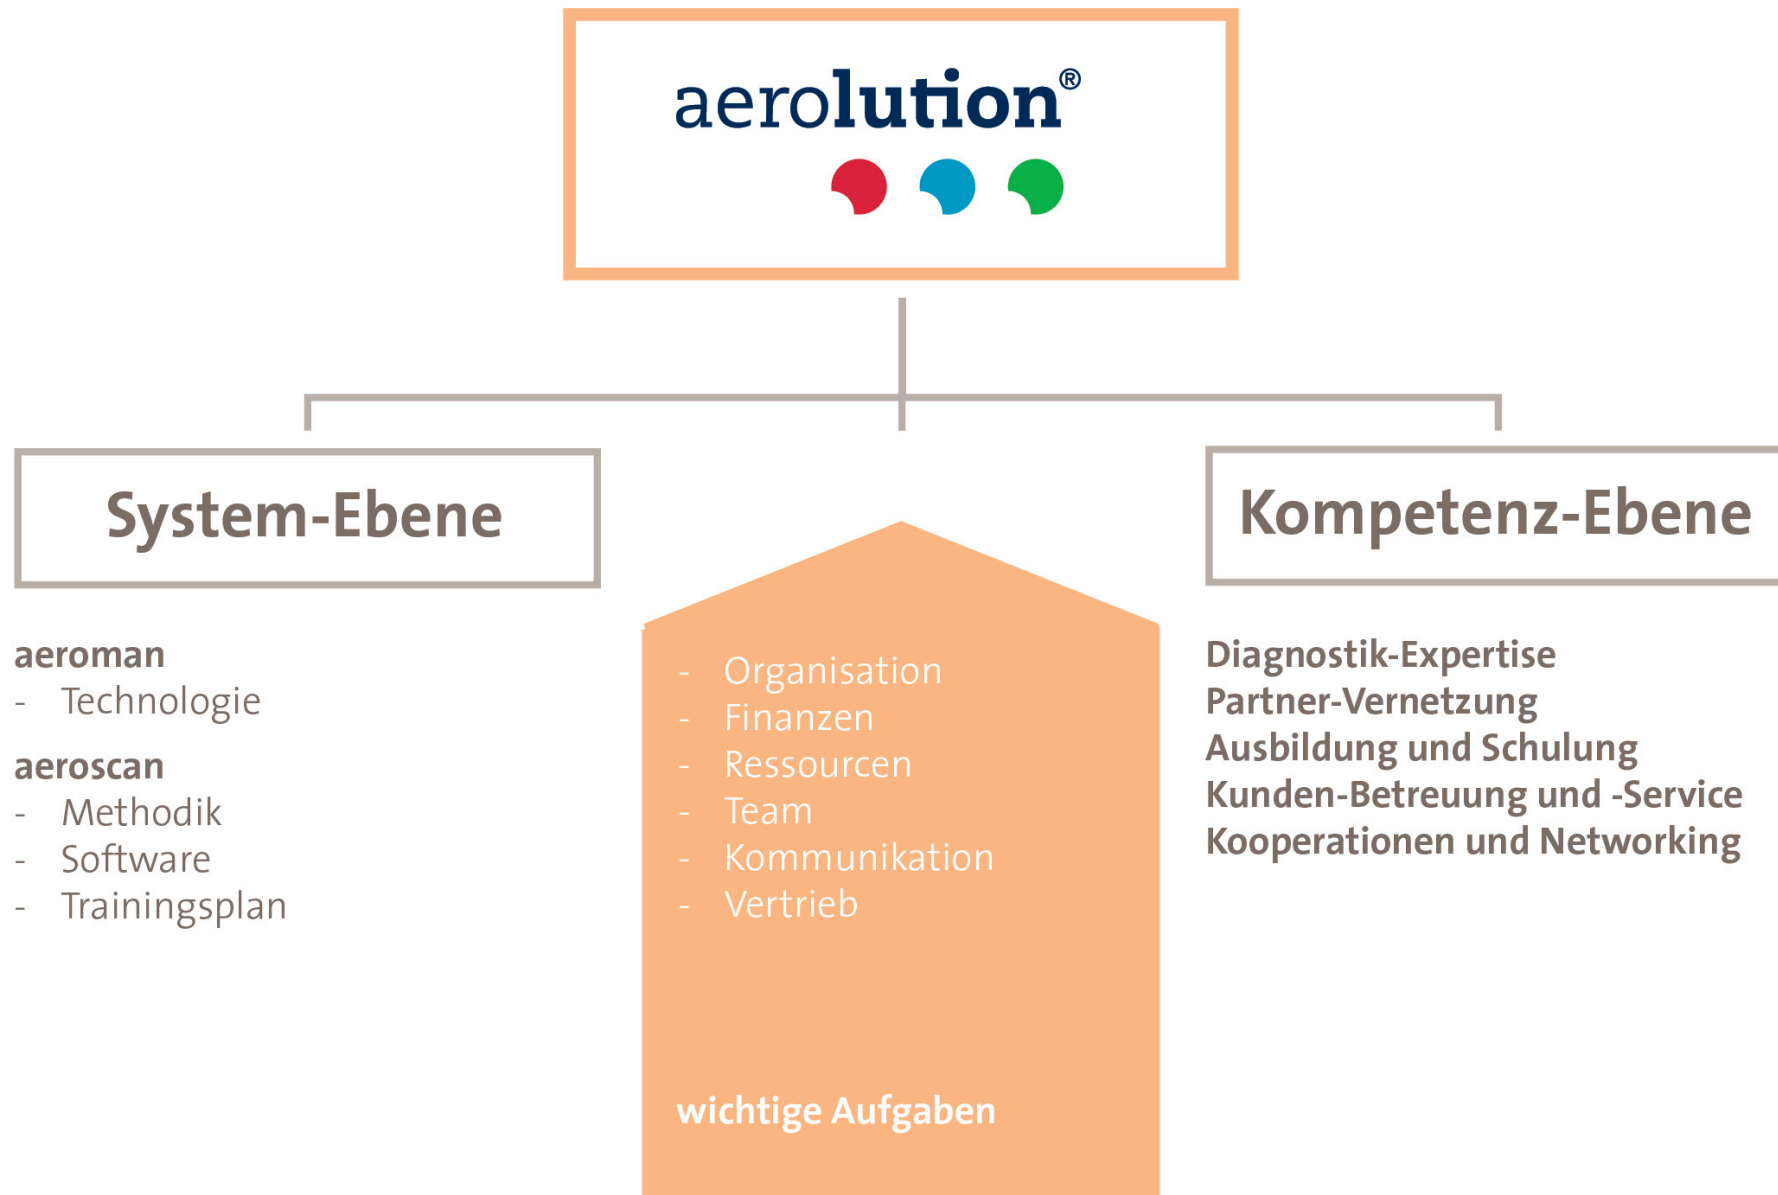 aerolution®
System-Ebene
aeroman
- Technologie
aeroscan
- Methodik
- Software
- Trainingsplan
- Organisation
- Finanzen
- Ressourcen
- Team
- Kommunikation
- Vertrieb
wichtige Aufgaben
Kompetenz-Ebene
Diagnostik-Expertise
Partner-Vernetzung
Ausbildung und Schulung
Kunden-Betreuung und -Service
Kooperationen und Networking